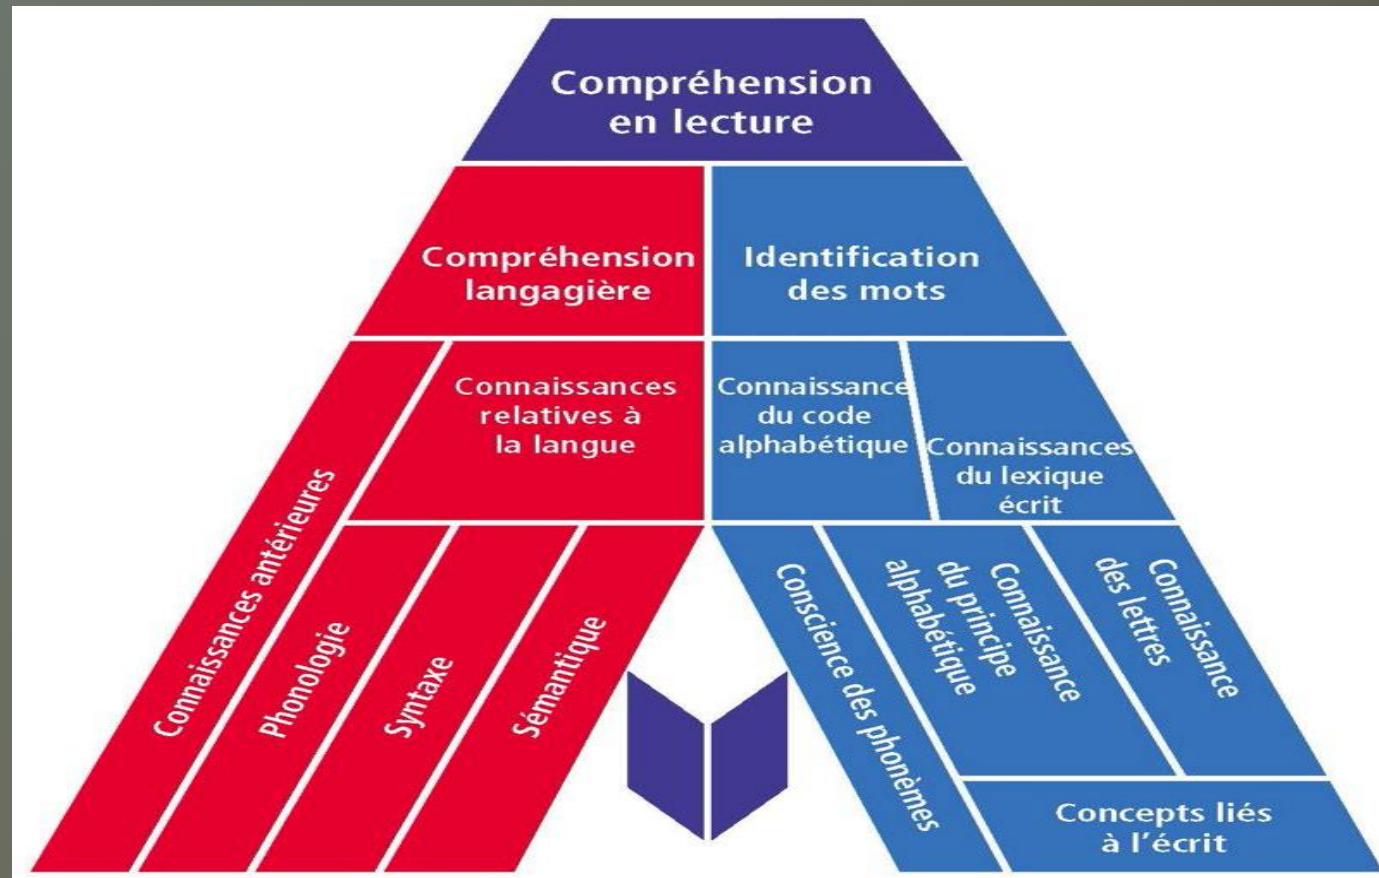 Compréhension
en lecture
Compréhension
langagière
Identification
des mots
Connaissances
relatives à
la langue
Connaissance
du code
alphabétique
Connaissances
du lexique
écrit
Connaissances antérieures
Phonologie
Syntaxe
Sémantique
Conscience des phonèmes
Connaissance
du principe
alphabétique
Connaissance
des lettres
Concepts liés
à l'écrit